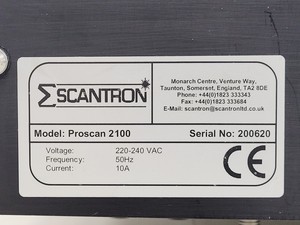 ΣSCANTRON
Monarch Centre, Venture Way,
Taunton, Somerset, England, TA2 8DE
Phone: +44(0)1823 333343
Fax: +44(0)1823 333684
E-Mail: scantron@scantronltd.co.uk
Model: Proscan 2100
Serial No: 200620
Voltage: 220-240 VAC
Frequency: 50Hz
Current: 10A
CE